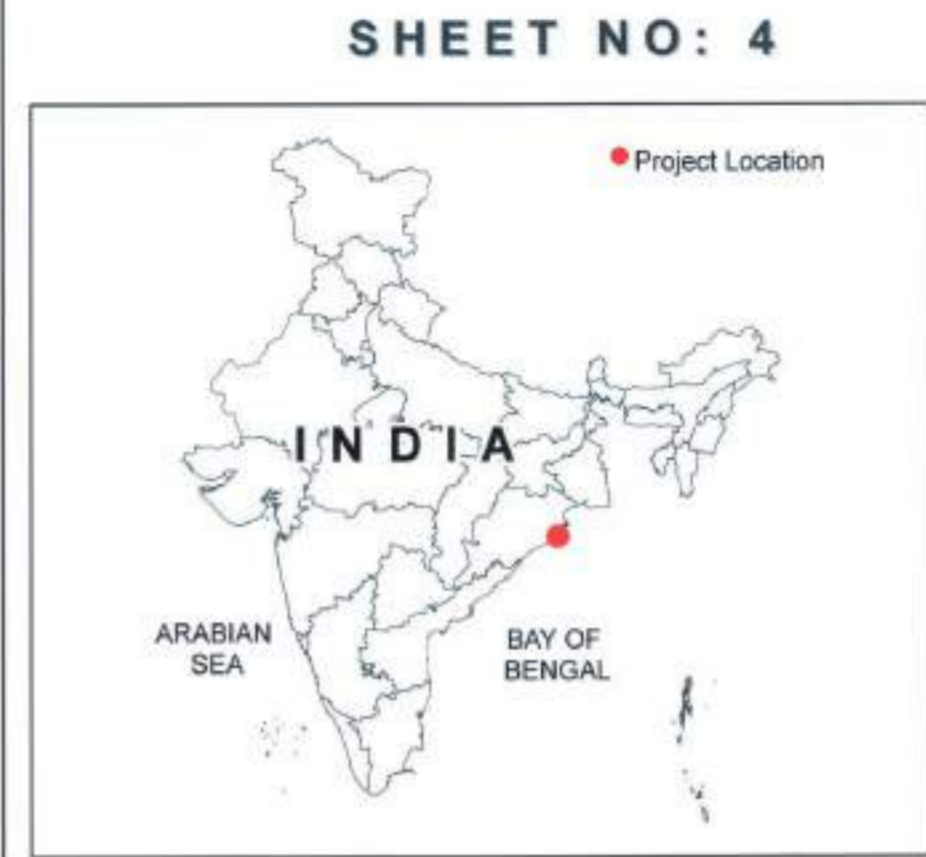 SHEET NO: 4
Project Location
INDIA
ARABIAN
SEA
BAY OF
BENGAL